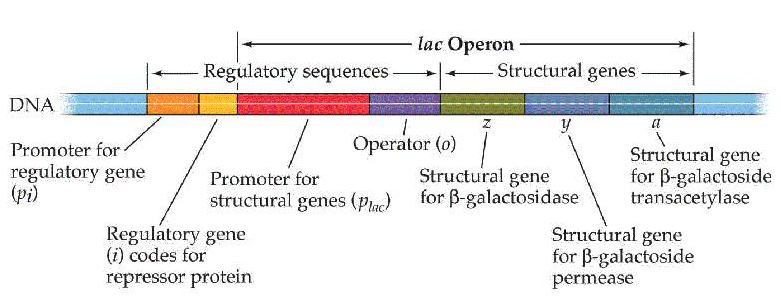 lac Operon
Regulatory sequences
Structural genes
DNA
z
y
a
Operator (o)
Promoter for
regulatory gene
(pi)
Promoter for
structural genes (plac)
Structural gene
for β-galactosidase
Structural gene
for β-galactoside
transacetylase
Regulatory gene
(i) codes for
repressor protein
Structural gene
for β-galactoside
permease